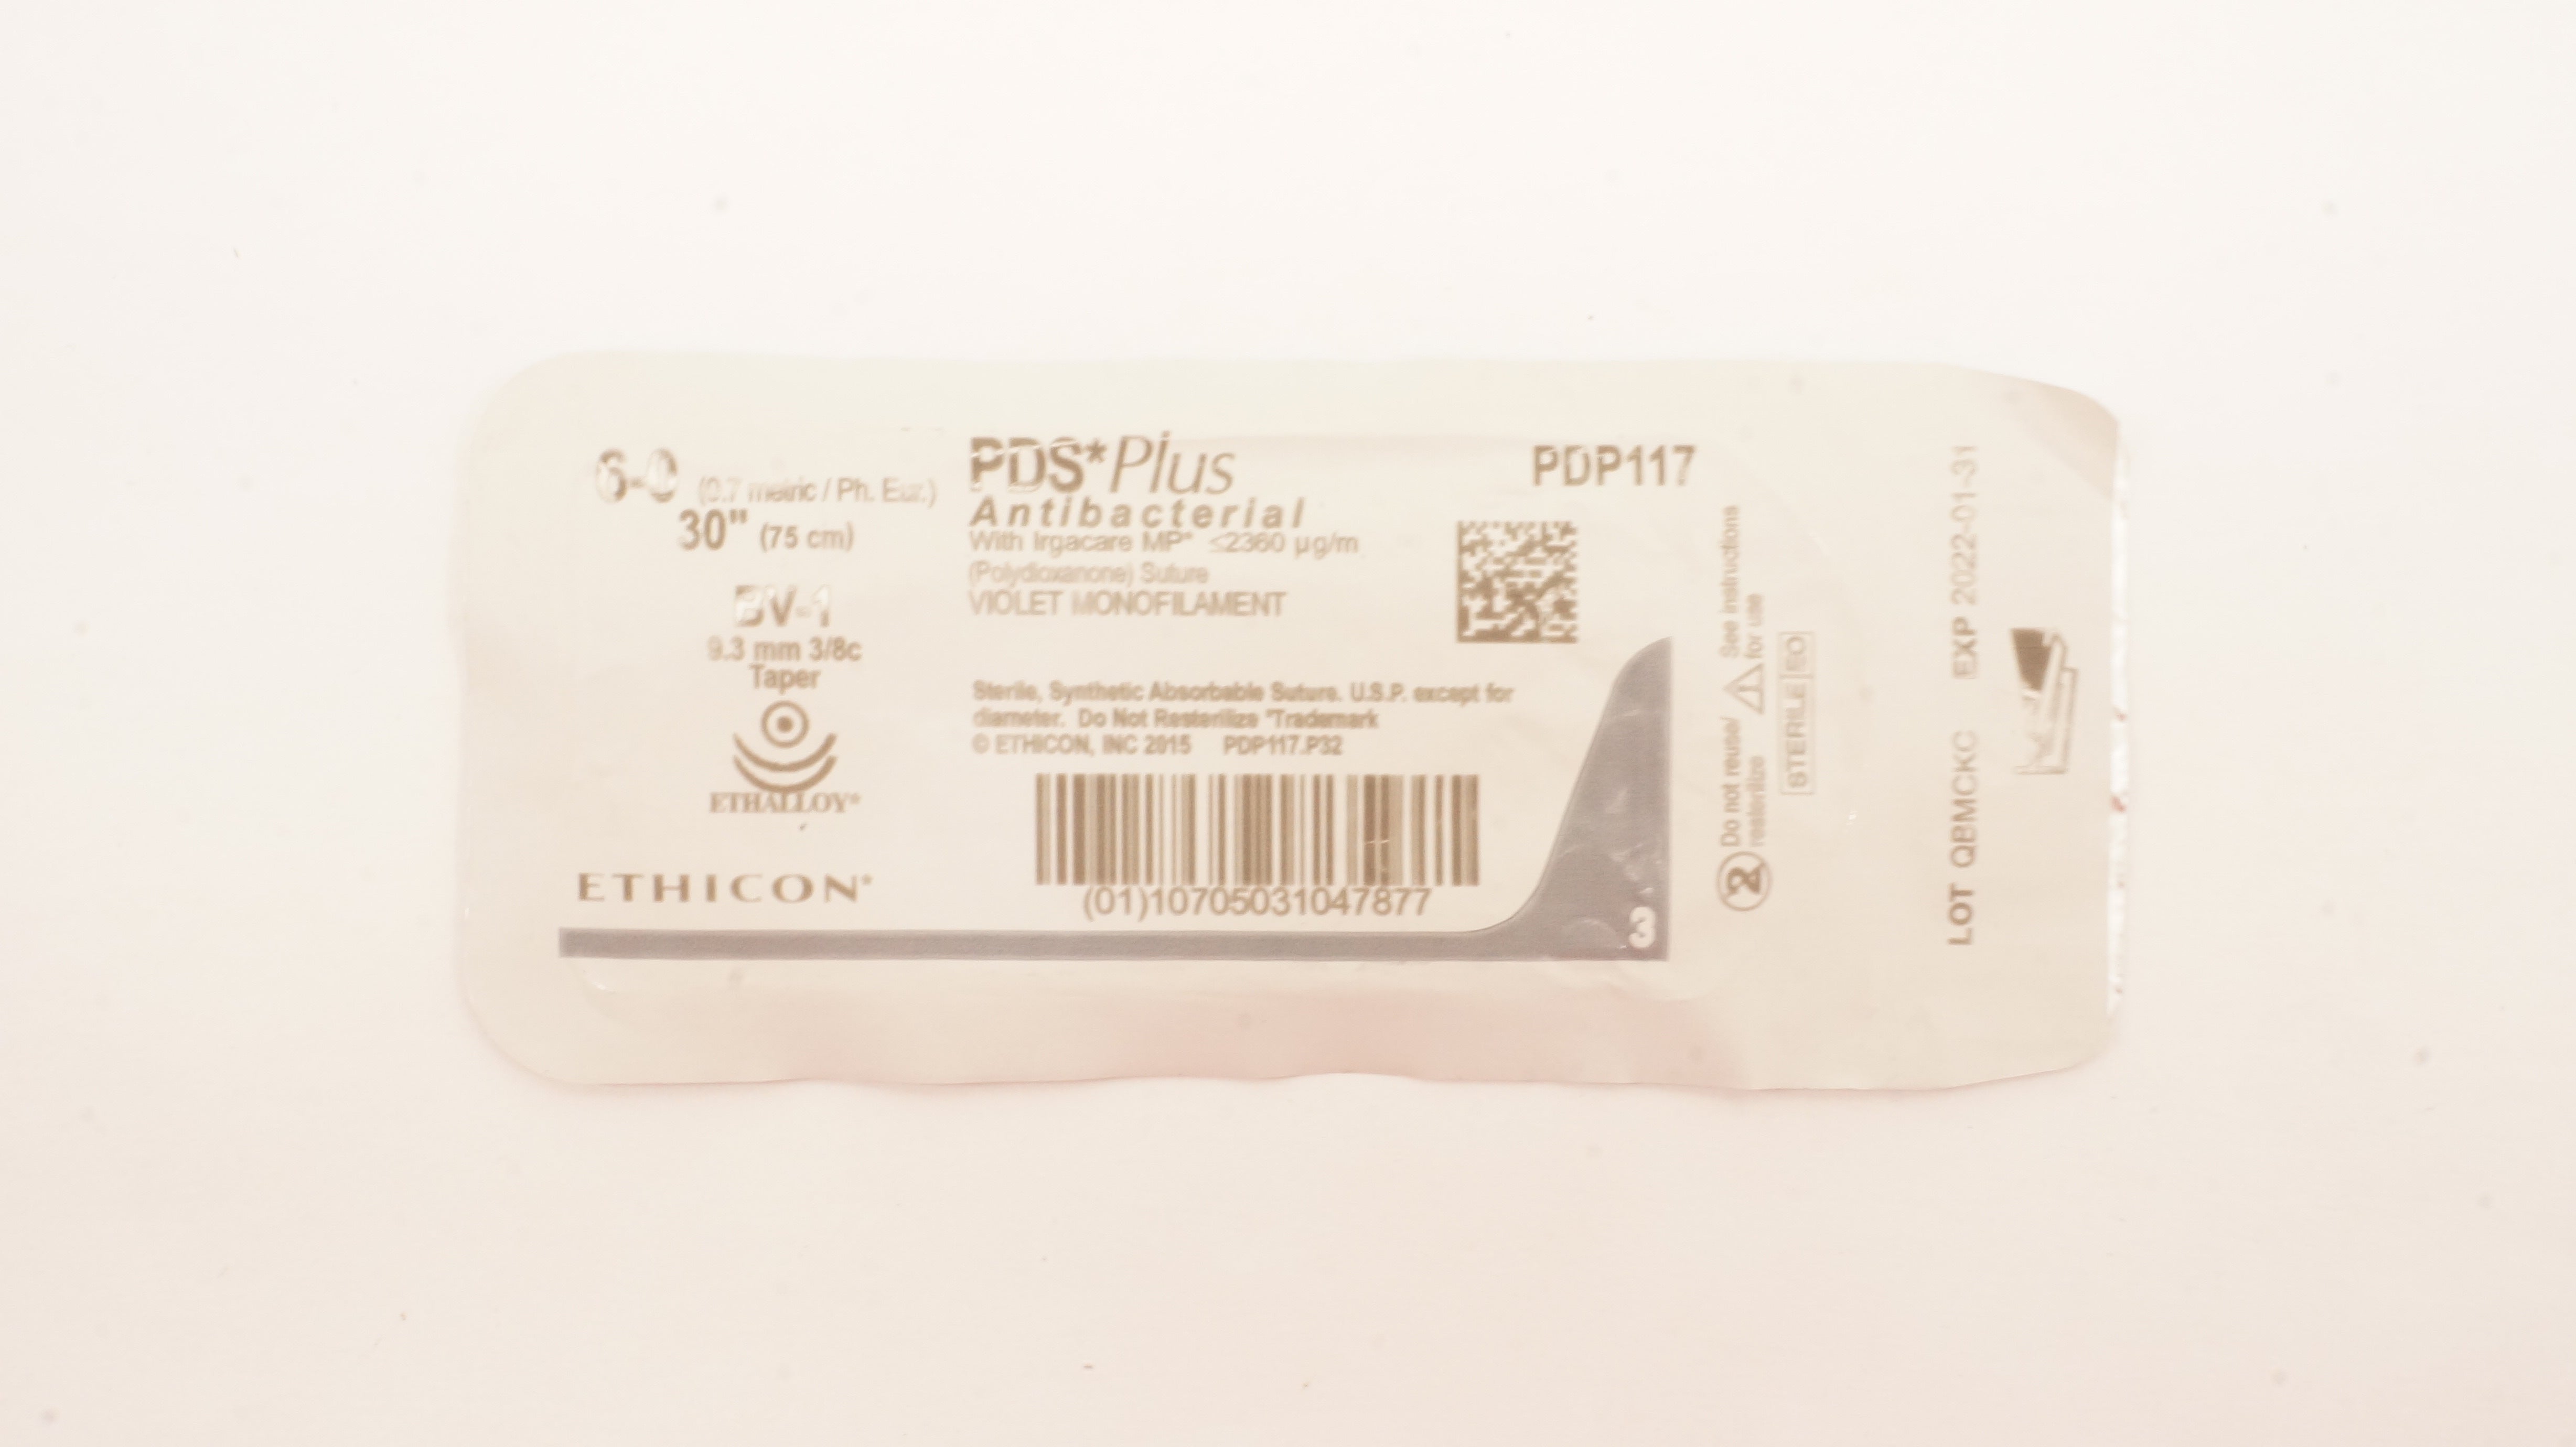 6-0 (0.7 metric / Ph. Eur.)
30" (75 cm)
BV-1
9.3 mm 3/8c
Taper
ETHALLOY*
ETHICON*
PDS*Plus
Antibacterial
With Irgacare MP* ≤2360 µg/m
(Polydioxanone) Suture
VIOLET MONOFILAMENT
PDP117
Sterile, Synthetic Absorbable Suture. U.S.P. except for
diameter. Do Not Resterilize *Trademark
© ETHICON, INC 2015 PDP117.P32
(01)10705031047877
3
2 Do not reuse/
resterilize
See instructions
for use
STERILE EO
LOT QBMCKC EXP 2022-01-31